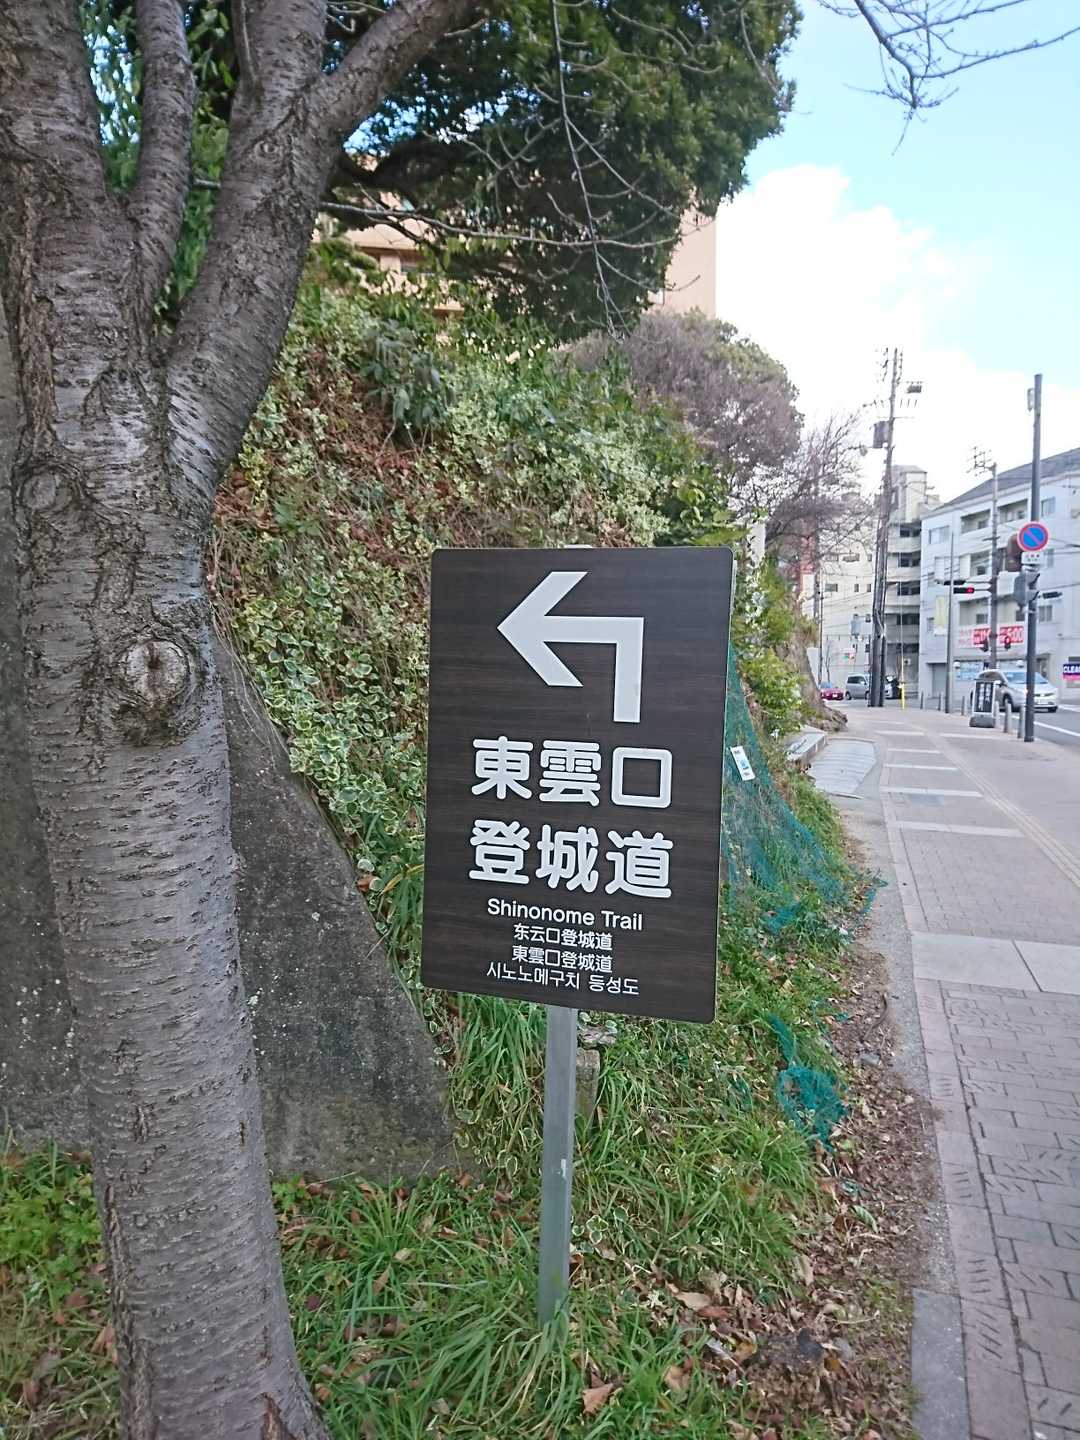 東雲口
登城道
Shinonome Trail
东云口登城道
東雲口登城道
시노노메구치 등성도